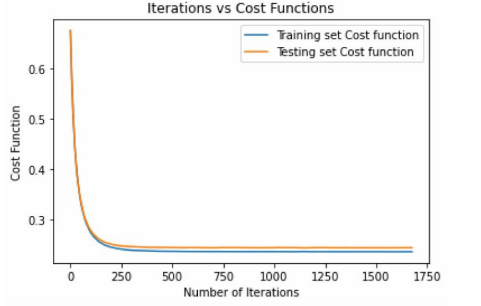 Iterations vs Cost Functions
Training set Cost function
Testing set Cost function
0.6
0.5
0.4
0.3
Cost Function
0 250 500 750 1000 1250 1500 1750
Number of Iterations